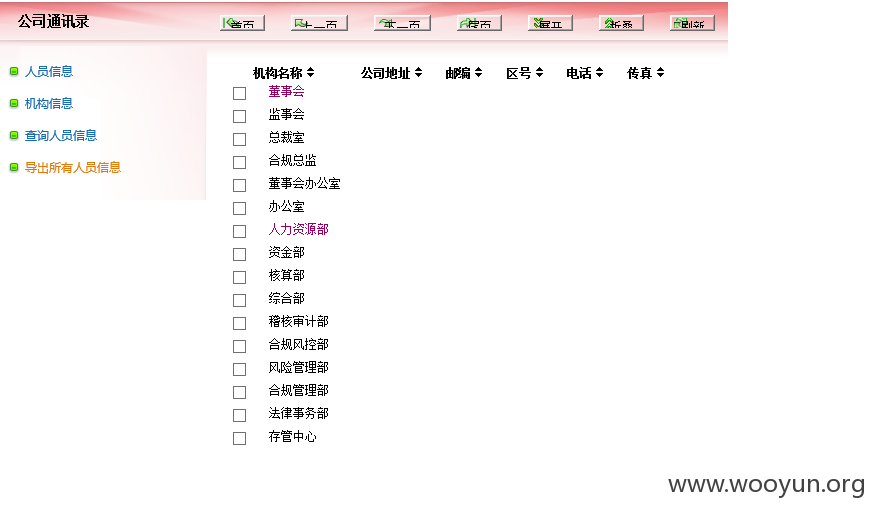 公司通讯录
首页 上一页 下一页 尾页 展开 折叠 刷新
人员信息
机构信息
查询人员信息
导出所有人员信息
机构名称 公司地址 邮编 区号 电话 传真
董事会
监事会
总裁室
合规总监
董事会办公室
办公室
人力资源部
资金部
核算部
综合部
稽核审计部
合规风控部
风险管理部
合规管理部
法律事务部
存管中心
www.wooyun.org